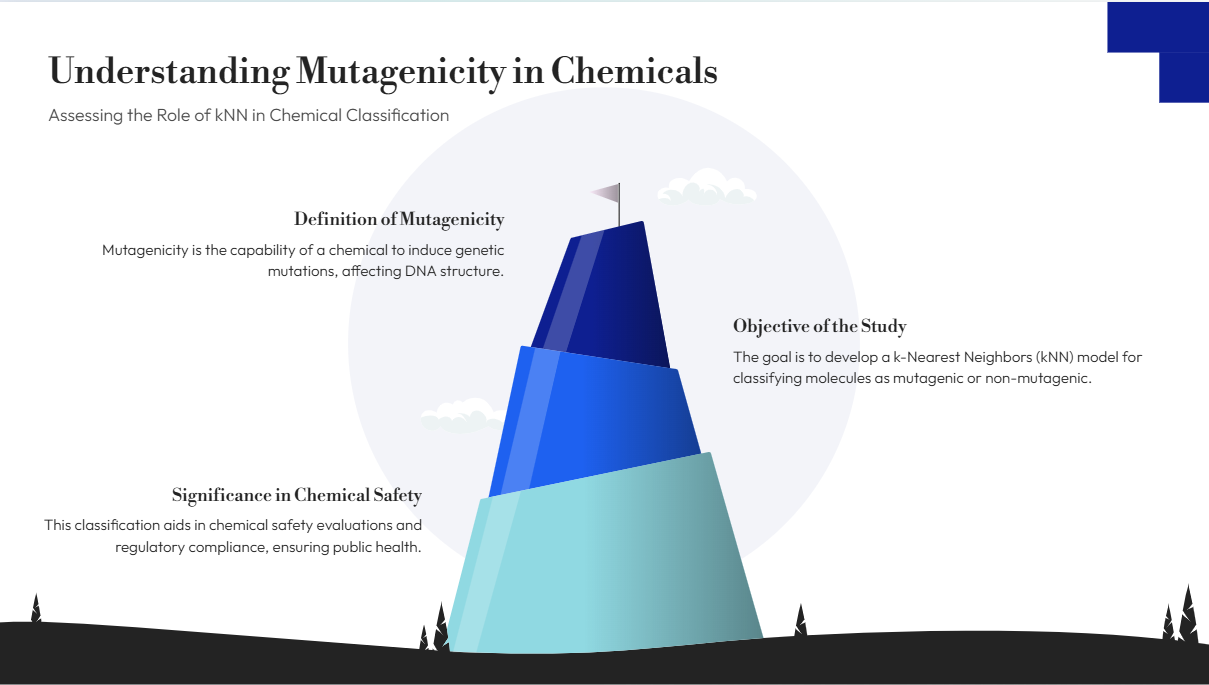 Understanding Mutagenicity in Chemicals
Assessing the Role of kNN in Chemical Classification
Definition of Mutagenicity
Mutagenicity is the capability of a chemical to induce genetic
mutations, affecting DNA structure.
Objective of the Study
The goal is to develop a k-Nearest Neighbors (kNN) model for
classifying molecules as mutagenic or non-mutagenic.
Significance in Chemical Safety
This classification aids in chemical safety evaluations and
regulatory compliance, ensuring public health.